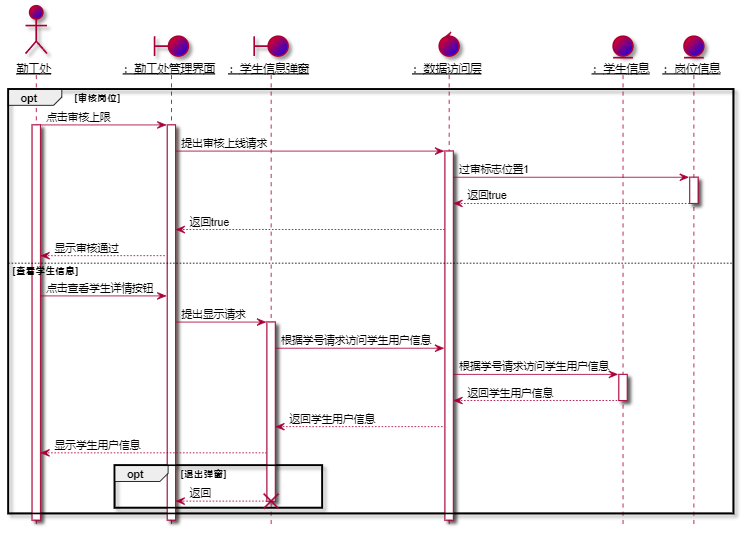 勤工处
: 勤工处管理界面
: 学生信息弹窗
: 数据访问层
: 学生信息
: 岗位信息
opt [审核岗位]
点击审核上限
提出审核上线请求
过审标志位置1
返回true
返回true
显示审核通过
[查看学生信息]
点击查看学生详情按钮
提出显示请求
根据学号请求访问学生用户信息
根据学号请求访问学生用户信息
返回学生用户信息
返回学生用户信息
显示学生用户信息
opt [退出弹窗]
返回